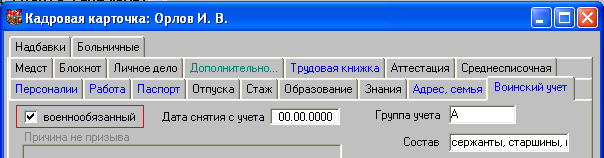 Кадровая карточка: Орлов И. В.
Надбавки Больничные
Медст Блокнот Личное дело Дополнительно... Трудовая книжка Аттестация Среднесписочная
Персоналии Работа Паспорт Отпуска Стаж Образование Знания Адрес, семья Воинский учет
военнообязанный Дата снятия с учета 00.00.0000 Группа учета А
Причина не призыва Состав сержанты, старшины,